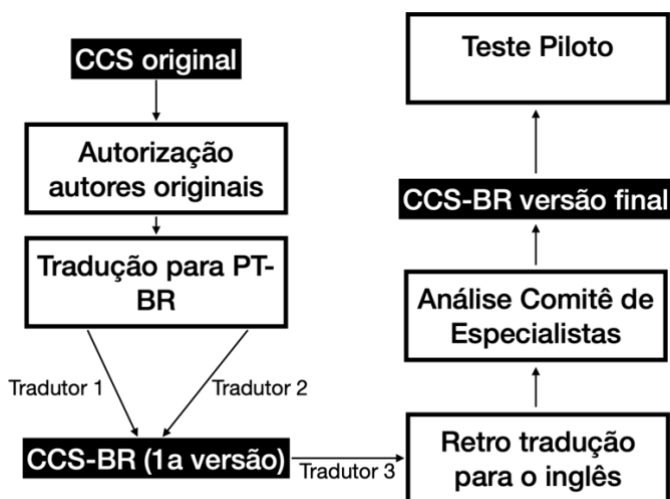 CCS original
Autorização
autores originais
Tradução para PT-
BR
Tradutor 1
Tradutor 2
CCS-BR (1a versão)
Tradutor 3
Retro tradução
para o inglês
Análise Comitê de
Especialistas
CCS-BR versão final
Teste Piloto